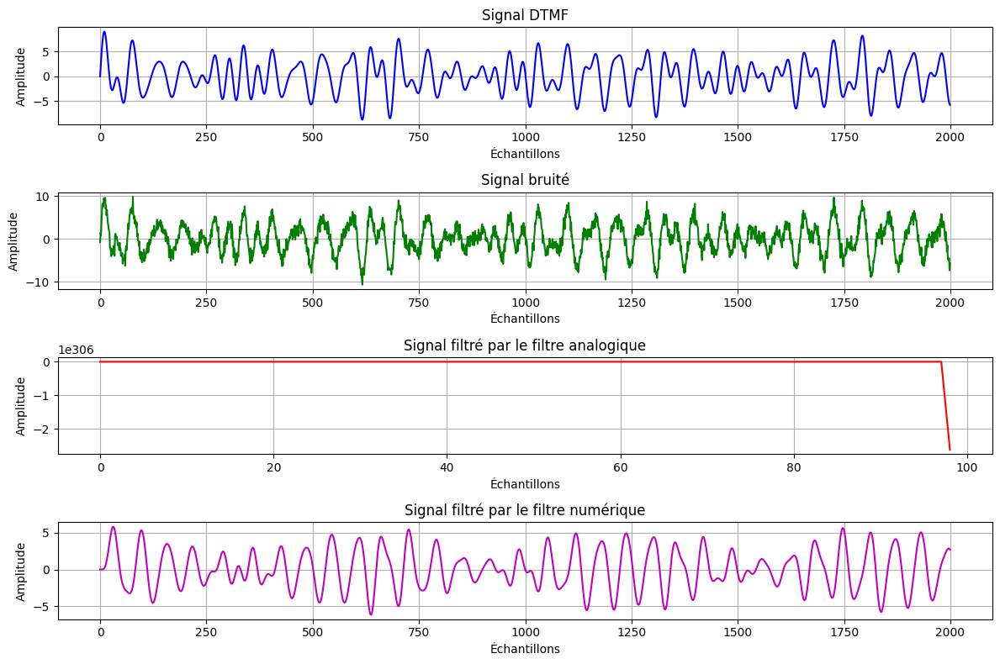 Signal DTMF
Amplitude
5
0
−5
0 250 500 750 1000 1250 1500 1750 2000
Échantillons
Signal bruité
Amplitude
10
0
−10
0 250 500 750 1000 1250 1500 1750 2000
Échantillons
Signal filtré par le filtre analogique
1e306
Amplitude
0
−1
−2
0 20 40 60 80 100
Échantillons
Signal filtré par le filtre numérique
Amplitude
5
0
−5
0 250 500 750 1000 1250 1500 1750 2000
Échantillons